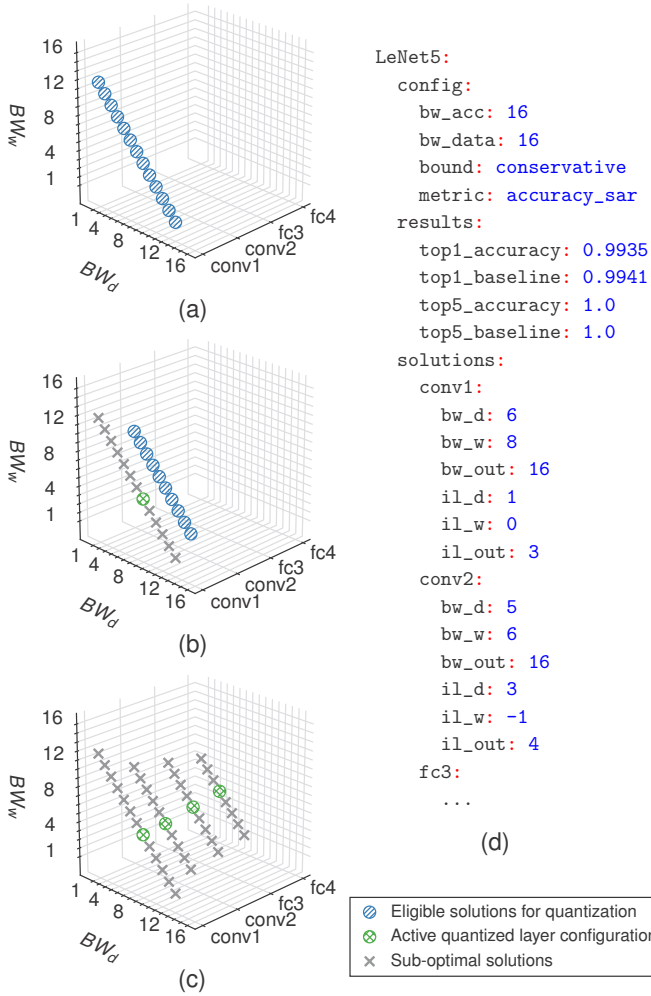 16
12
8
4
1
BWw
1
4
8
12
16
BWd
conv1
conv2
fc3
fc4
(a)
16
12
8
4
1
BWw
1
4
8
12
16
BWd
conv1
conv2
fc3
fc4
(b)
16
12
8
4
1
BWw
1
4
8
12
16
BWd
conv1
conv2
fc3
fc4
(c)
LeNet5:
config:
bw_acc: 16
bw_data: 16
bound: conservative
metric: accuracy_sar
results:
top1_accuracy: 0.9935
top1_baseline: 0.9941
top5_accuracy: 1.0
top5_baseline: 1.0
solutions:
conv1:
bw_d: 6
bw_w: 8
bw_out: 16
il_d: 1
il_w: 0
il_out: 3
conv2:
bw_d: 5
bw_w: 6
bw_out: 16
il_d: 3
il_w: -1
il_out: 4
fc3:
...
(d)
Eligible solutions for quantization
Active quantized layer configuration
Sub-optimal solutions